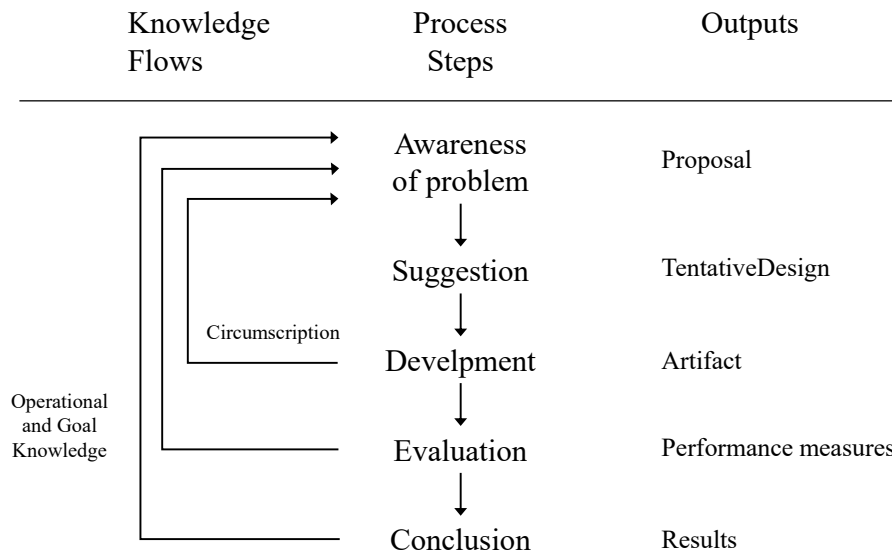 Knowledge
Flows
Process
Steps
Outputs
Awareness
of problem
Proposal
Suggestion
TentativeDesign
Circumscription
Develpment
Artifact
Operational
and Goal
Knowledge
Evaluation
Performance measures
Conclusion
Results